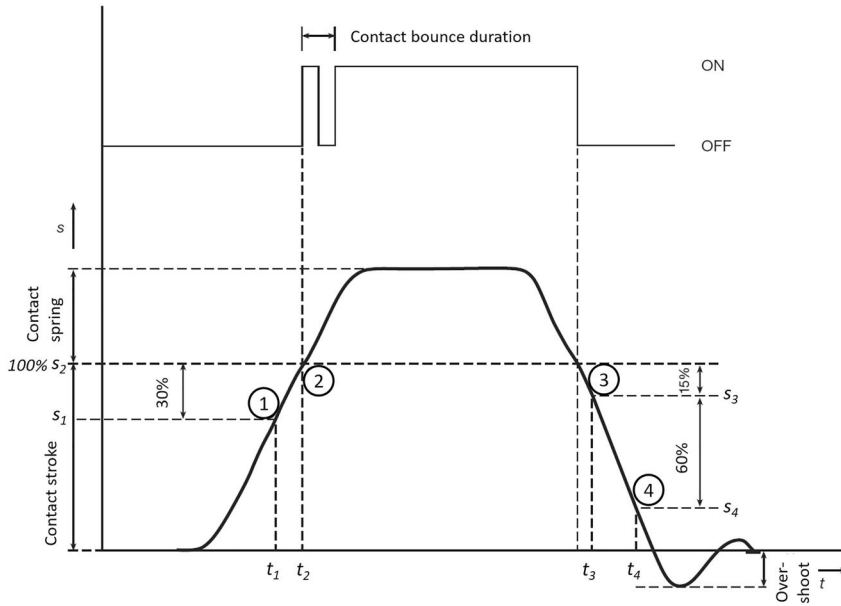 Contact bounce duration
ON
OFF
s
Contact
spring
100% s₂
30%
1
2
3
15%
s₁
s₃
Contact stroke
60%
4
s₄
t₁
t₂
t₃
t₄
Over-
shoot
t